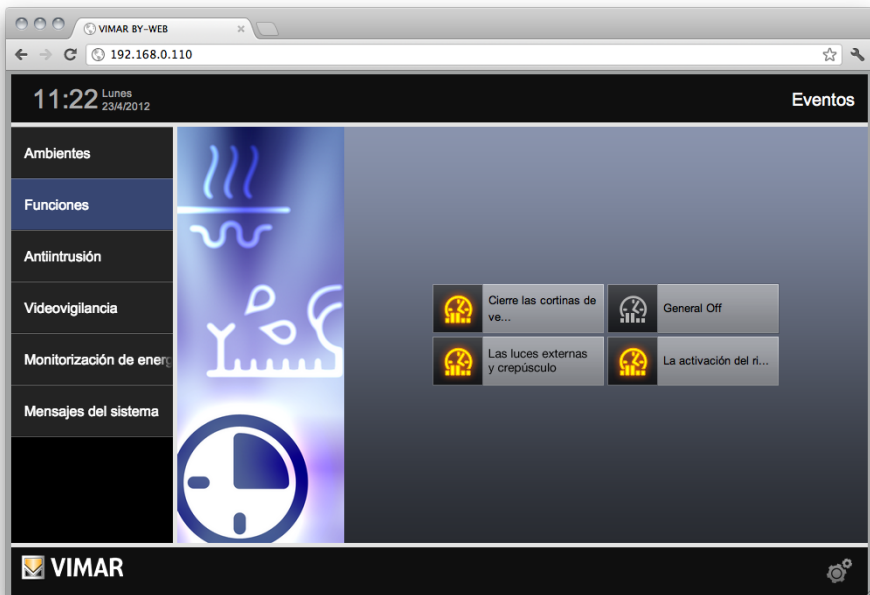 VIMAR BY-WEB
192.168.0.110
11:22
Lunes
23/4/2012
Eventos
Ambientes
Funciones
Antiintrusión
Videovigilancia
Monitorización de energ
Mensajes del sistema
Cierre las cortinas de
ve...
General Off
Las luces externas
y crepúsculo
La activación del ri...
VIMAR